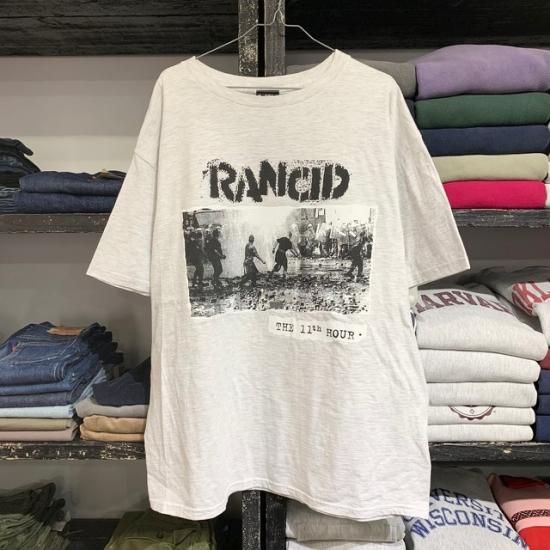 RANCID
THE 11th HOUR.
HARVARD
WISCONSIN